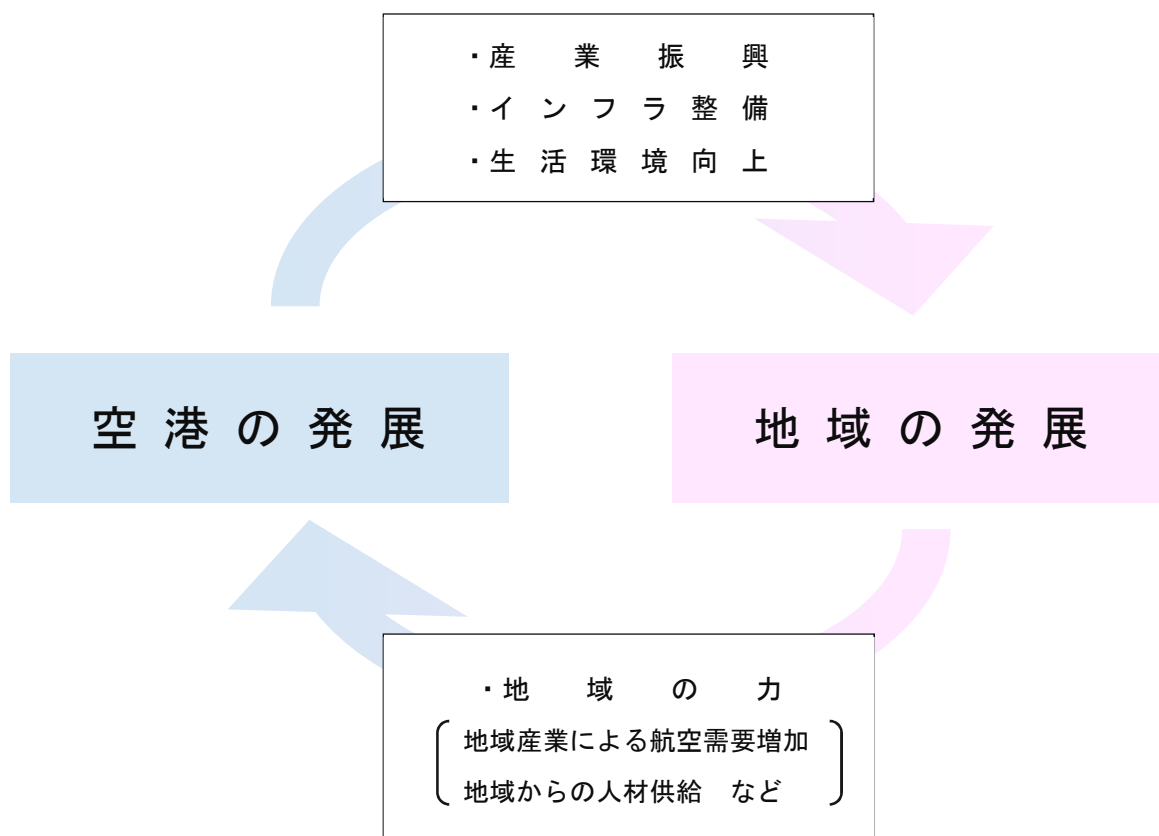 ・産業振興
・インフラ整備
・生活環境向上
空港の発展
地域の発展
・地域の力
地域産業による航空需要増加
地域からの人材供給　など